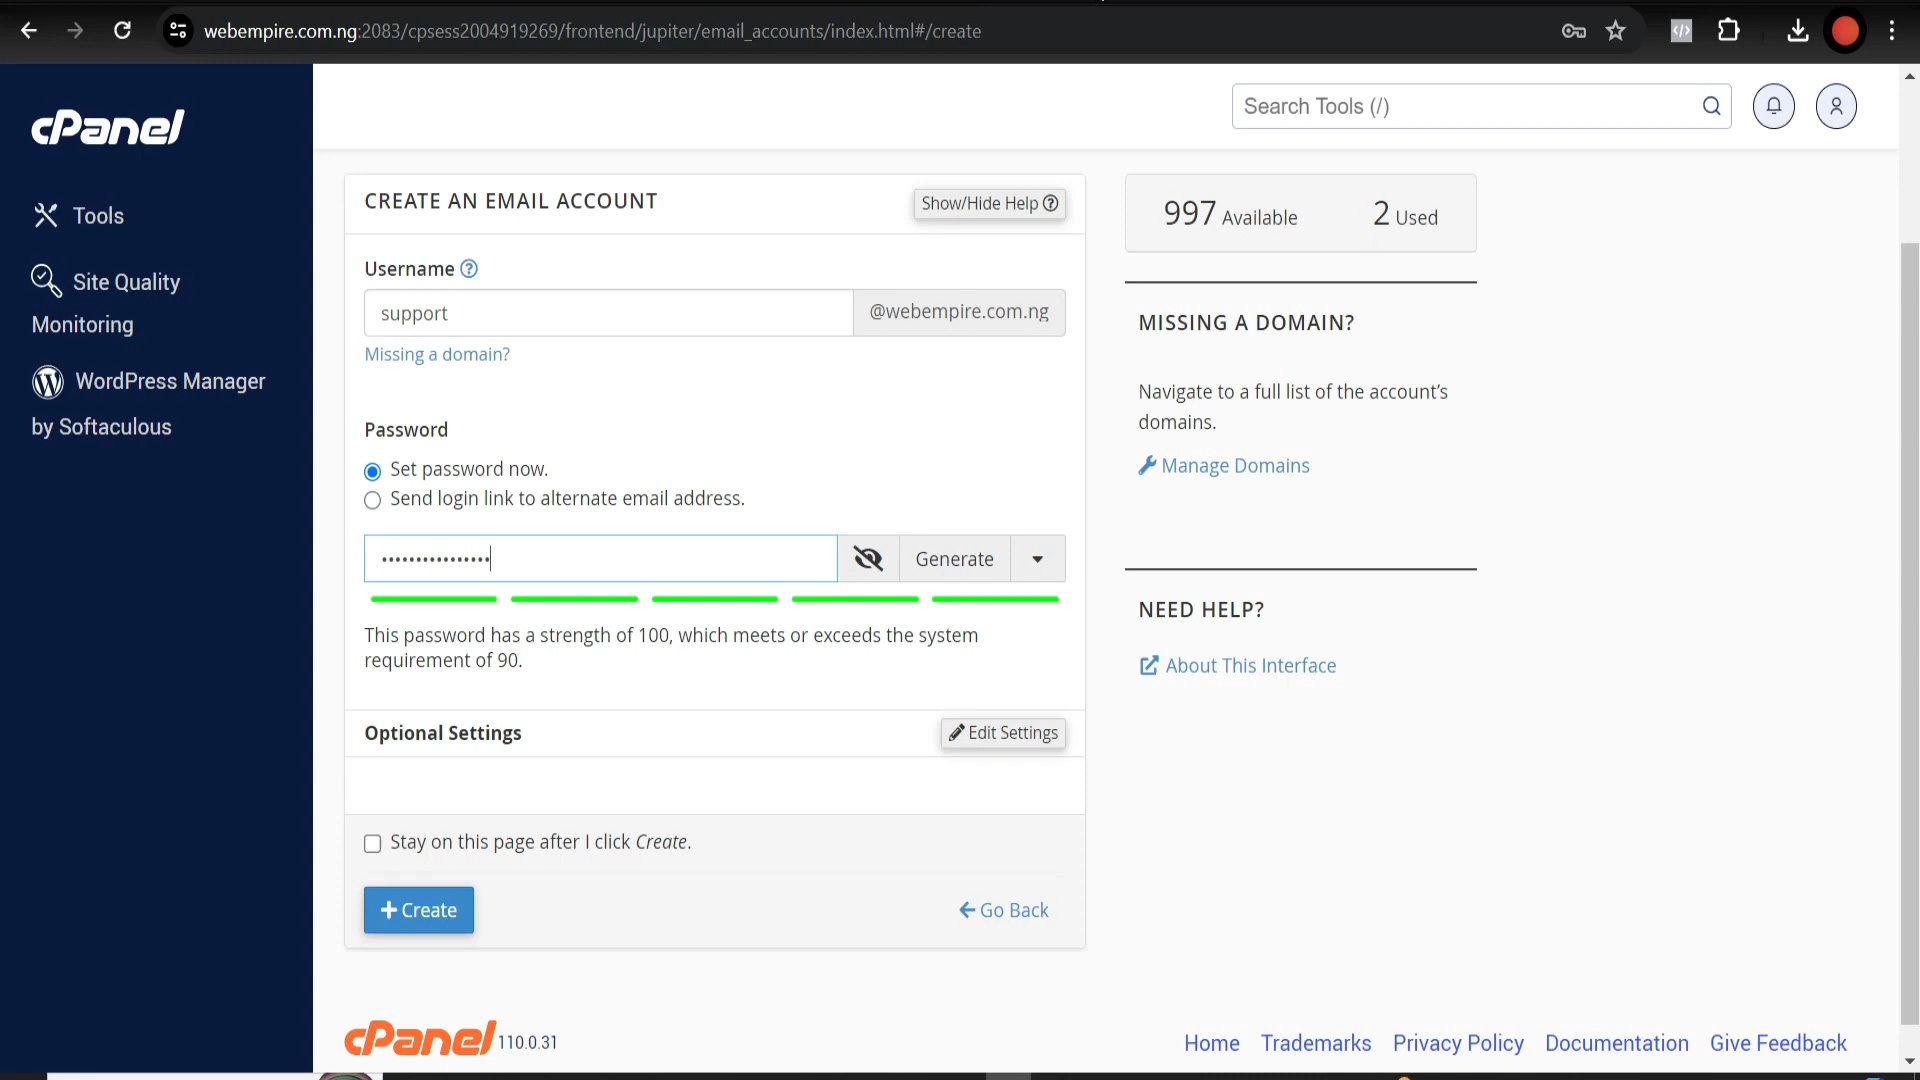 webempire.com.ng:2083/cpsess2004919269/frontend/jupiter/email_accounts/index.html#/create
cPanel
Search Tools (/)
Tools
Site Quality
Monitoring
WordPress Manager
by Softaculous
CREATE AN EMAIL ACCOUNT
Show/Hide Help
Username
support
@webempire.com.ng
Missing a domain?
Password
Set password now.
Send login link to alternate email address.
••••••••••••••••
Generate
This password has a strength of 100, which meets or exceeds the system
requirement of 90.
Optional Settings
Edit Settings
Stay on this page after I click Create.
Create
Go Back
997 Available
2 Used
MISSING A DOMAIN?
Navigate to a full list of the account's
domains.
Manage Domains
NEED HELP?
About This Interface
cPanel 110.0.31
Home
Trademarks
Privacy Policy
Documentation
Give Feedback